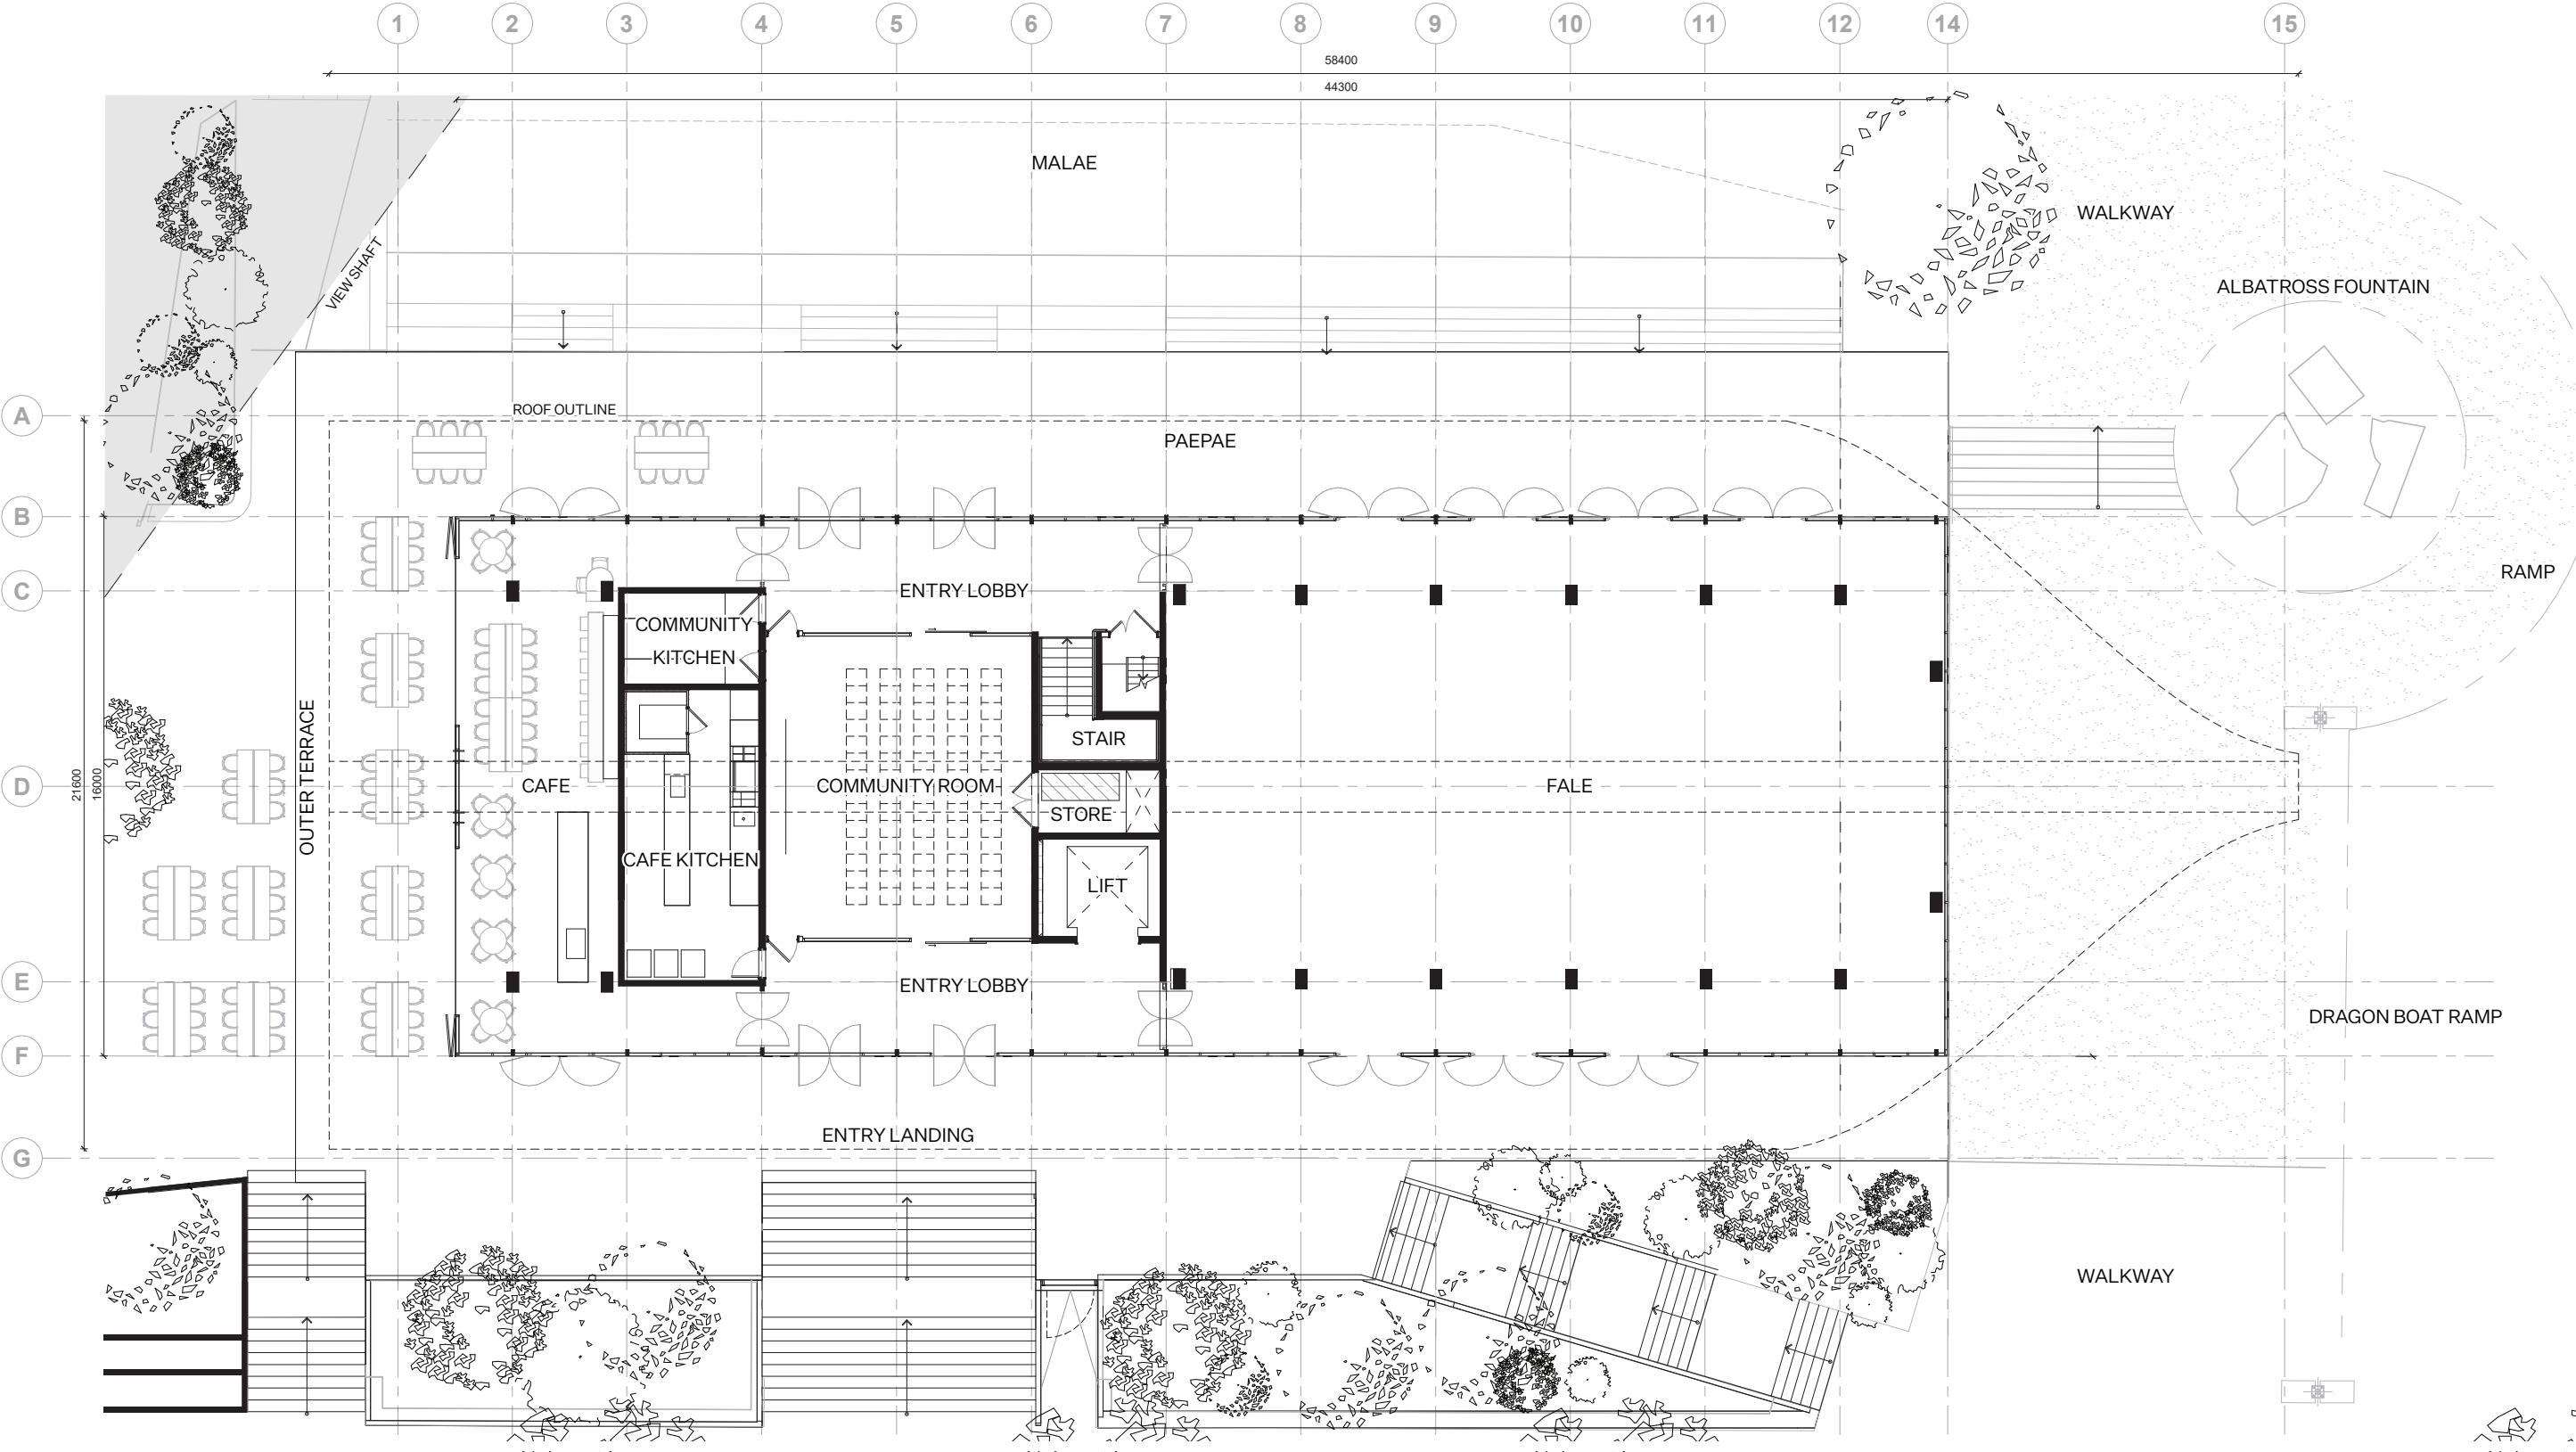 1 2 3 4 5 6 7 8 9 10 11 12 14 15
58400
44300
MALAE
WALKWAY
VIEW SHAFT
ALBATROSS FOUNTAIN
A
ROOF OUTLINE
PAEPAE
B
RAMP
C
ENTRY LOBBY
COMMUNITY
KITCHEN
OUTER TERRACE
STAIR
21600
16000
D
CAFE
COMMUNITY ROOM
FALE
STORE
CAFE KITCHEN
LIFT
E
ENTRY LOBBY
DRAGON BOAT RAMP
F
ENTRY LANDING
G
WALKWAY